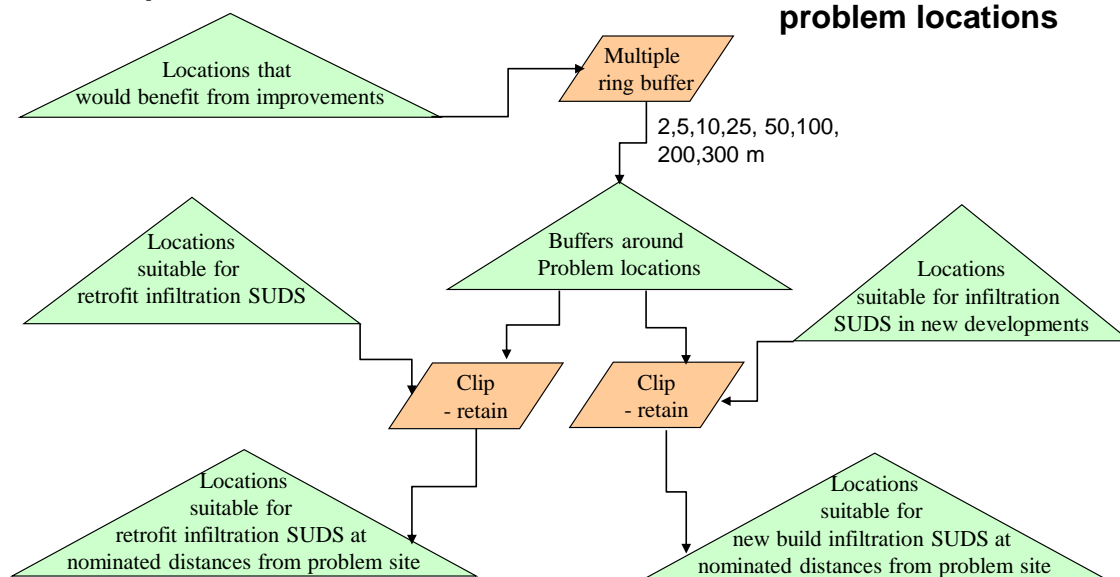 problem locations
Locations that
would benefit from improvements
Multiple
ring buffer
2,5,10,25, 50,100,
200,300 m
Buffers around
Problem locations
Locations
suitable for
retrofit infiltration SUDS
Locations
suitable for infiltration
SUDS in new developments
Clip
- retain
Clip
- retain
Locations
suitable for
retrofit infiltration SUDS at
nominated distances from problem site
Locations
suitable for
new build infiltration SUDS at
nominated distances from problem site